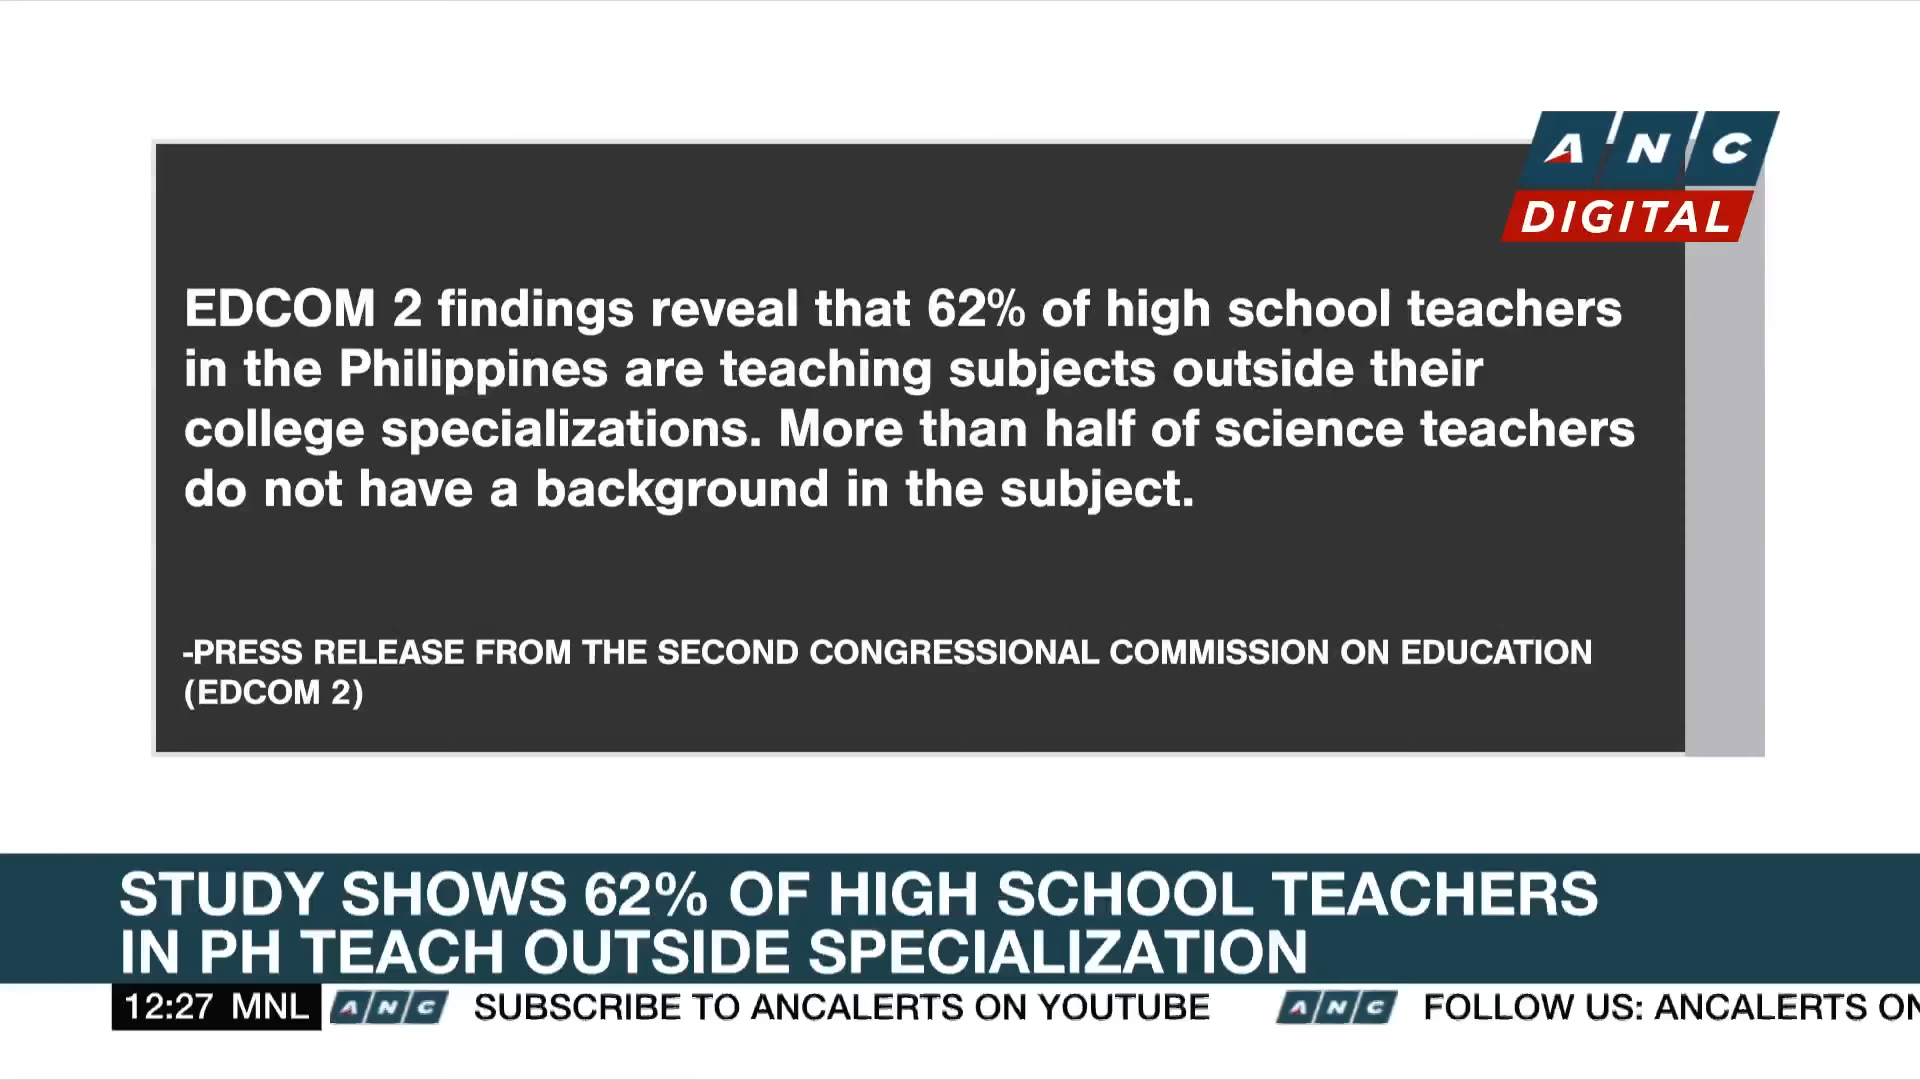 ANC
DIGITAL
EDCOM 2 findings reveal that 62% of high school teachers
in the Philippines are teaching subjects outside their
college specializations. More than half of science teachers
do not have a background in the subject.
-PRESS RELEASE FROM THE SECOND CONGRESSIONAL COMMISSION ON EDUCATION
(EDCOM 2)
STUDY SHOWS 62% OF HIGH SCHOOL TEACHERS
IN PH TEACH OUTSIDE SPECIALIZATION
12:27 MNL ANC SUBSCRIBE TO ANCALERTS ON YOUTUBE ANC FOLLOW US: ANCALERTS ON